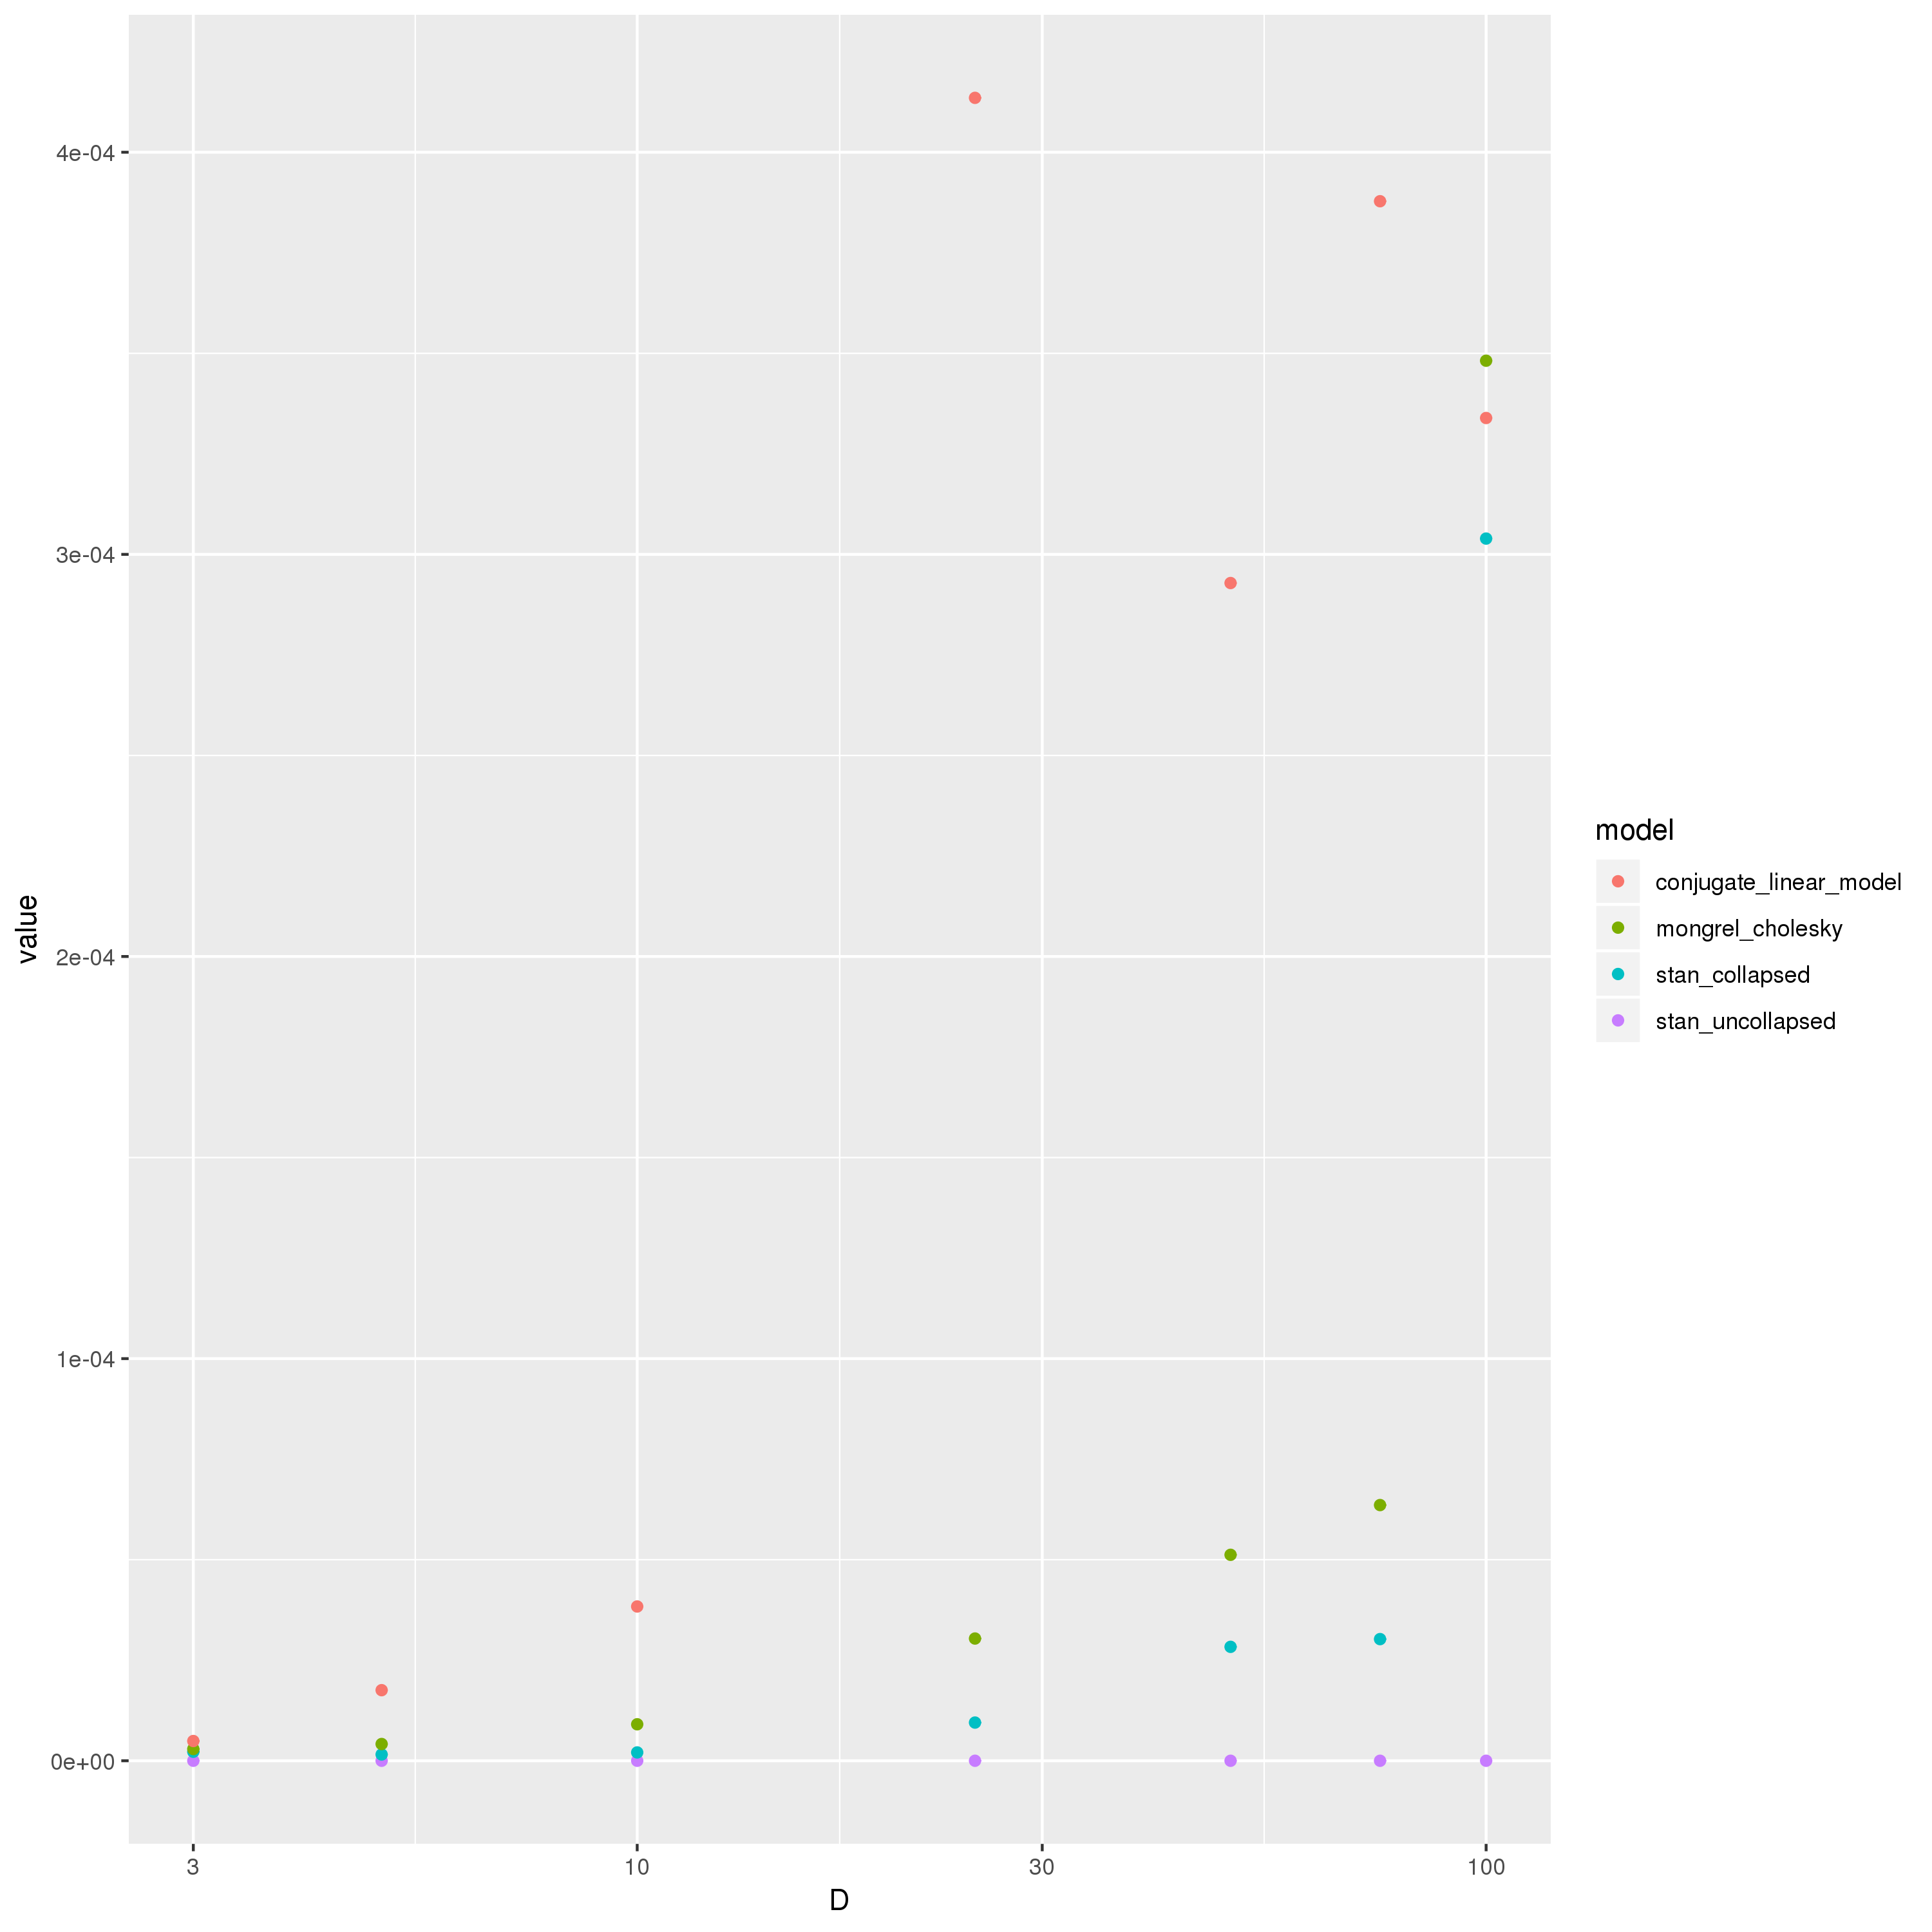 4e-04
3e-04
2e-04
1e-04
0e+00
value
3
10
30
100
D
model
conjugate_linear_model
mongrel_cholesky
stan_collapsed
stan_uncollapsed